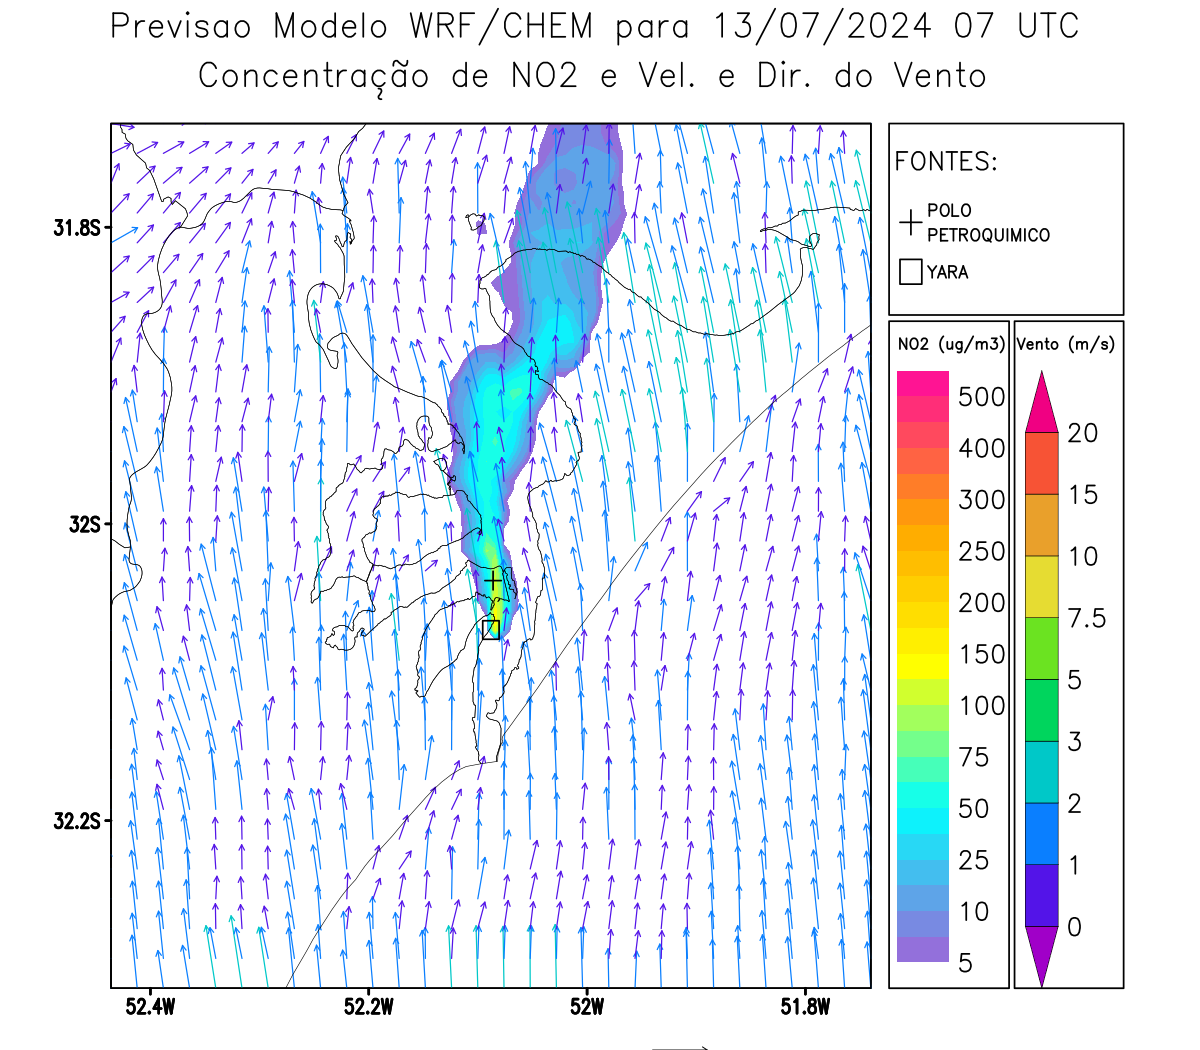 Previsao Modelo WRF/CHEM para 13/07/2024 07 UTC
Concentração de NO2 e Vel. e Dir. do Vento
FONTES:
POLO
PETROQUIMICO
YARA
31.8S
32S
32.2S
52.4W 52.2W 52W 51.8W
NO2 (ug/m3)
500
400
300
250
200
150
100
75
50
25
10
5
Vento (m/s)
20
15
10
7.5
5
3
2
1
0